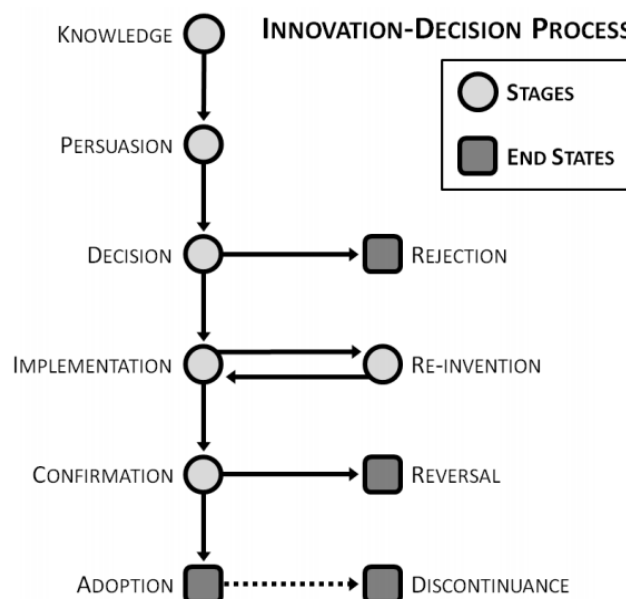 KNOWLEDGE
INNOVATION-DECISION PROCESS
STAGES
END STATES
PERSUASION
DECISION
REJECTION
IMPLEMENTATION
RE-INVENTION
CONFIRMATION
REVERSAL
ADOPTION
DISCONTINUANCE